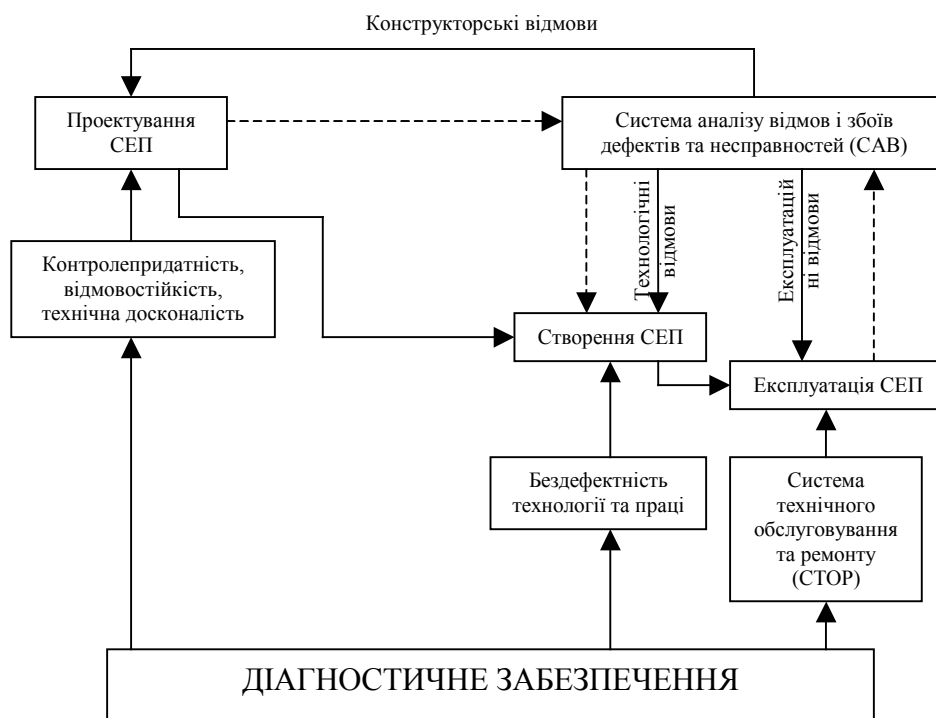 Конструкторські відмови
Проектування
СЕП
Система аналізу відмов і збоїв
дефектів та несправностей (САВ)
Технологічні
відмови
Експлуатацій
ні відмови
Контролепридатність,
відмовостійкість,
технічна досконалість
Створення СЕП
Експлуатація СЕП
Бездефектність
технології та праці
Система
технічного
обслуговування
та ремонту
(СТОР)
ДІАГНОСТИЧНЕ ЗАБЕЗПЕЧЕННЯ